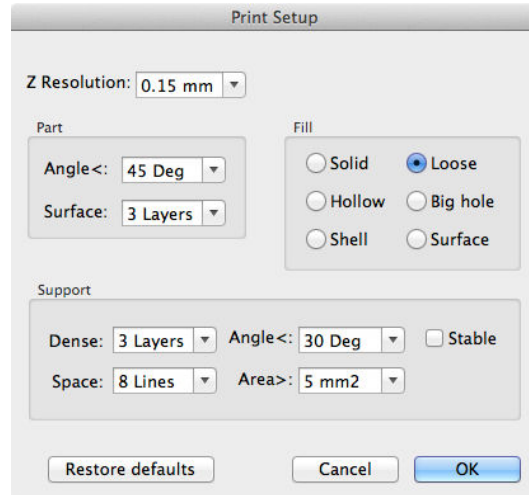 Print Setup
Z Resolution: 0.15 mm
Part
Angle<: 45 Deg
Surface: 3 Layers
Fill
Solid Loose
Hollow Big hole
Shell Surface
Support
Dense: 3 Layers Angle<: 30 Deg Stable
Space: 8 Lines Area>: 5 mm2
Restore defaults Cancel OK